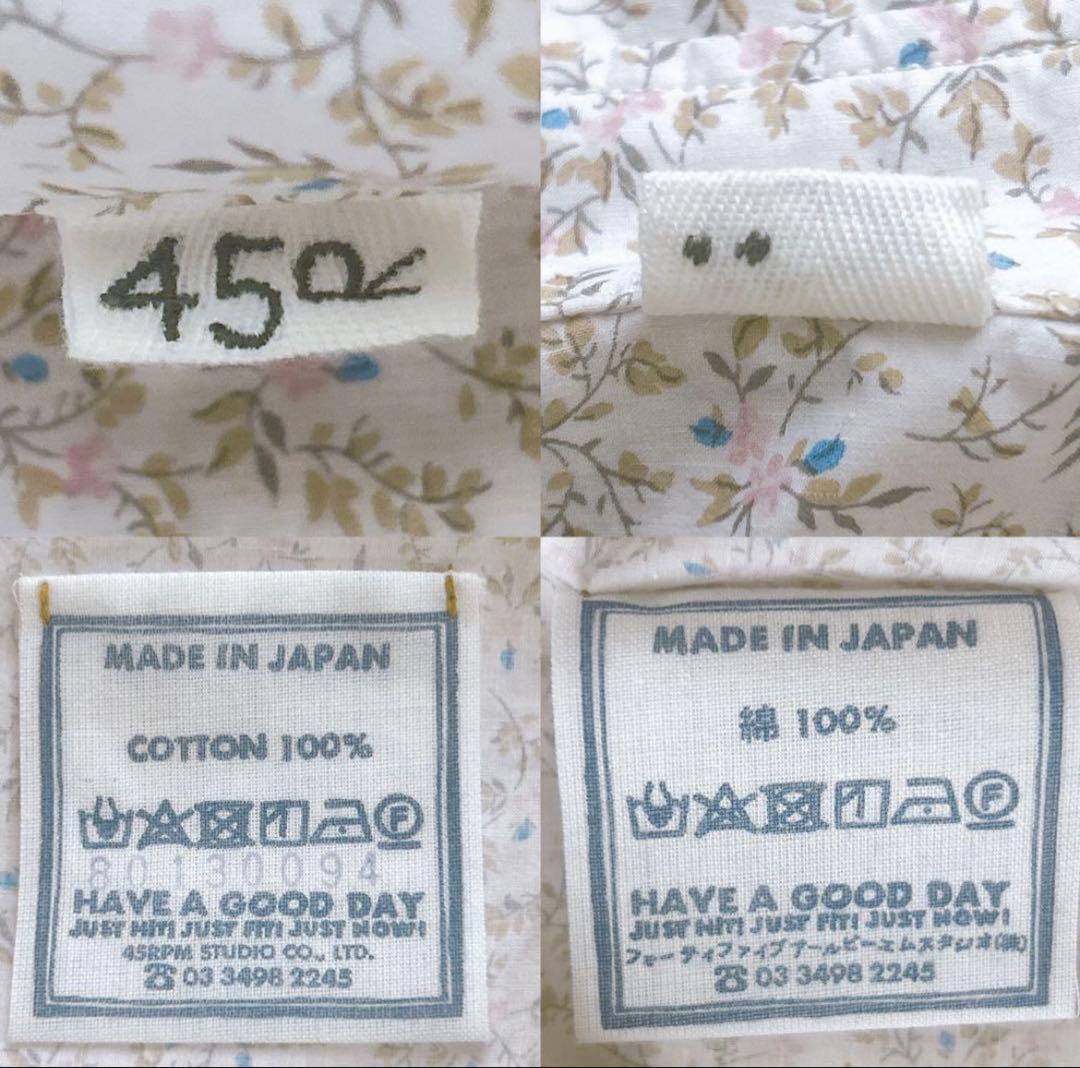 45R
MADE IN JAPAN
COTTON 100%
F
80130094
HAVE A GOOD DAY
JUST HIT! JUST FIT! JUST NOW!
45RPM STUDIO CO., LTD.
☎ 03 3498 2245
MADE IN JAPAN
綿 100%
F
HAVE A GOOD DAY
JUST HIT! JUST FIT! JUST NOW!
フォーティファイブアールピーエムスタジオ(株)
☎ 03 3498 2245